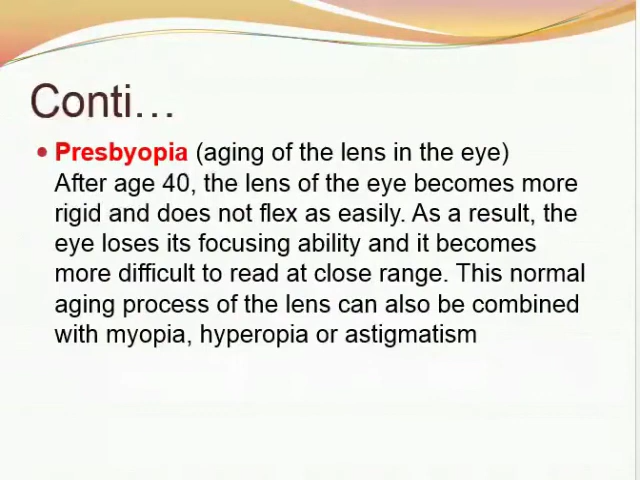 Conti…
• Presbyopia (aging of the lens in the eye)
After age 40, the lens of the eye becomes more
rigid and does not flex as easily. As a result, the
eye loses its focusing ability and it becomes
more difficult to read at close range. This normal
aging process of the lens can also be combined
with myopia, hyperopia or astigmatism